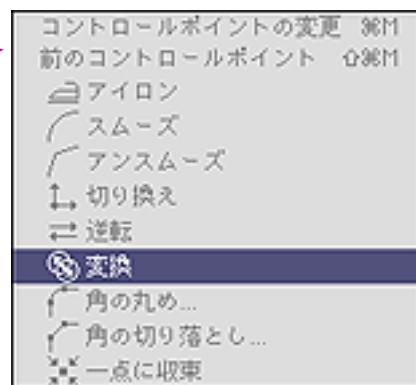 コントロールポイントの変更 ⌘M
前のコントロールポイント ⇧⌘M
アイロン
スムーズ
アンスムーズ
切り換え
逆転
変換
角の丸め...
角の切り落とし...
一点に収束